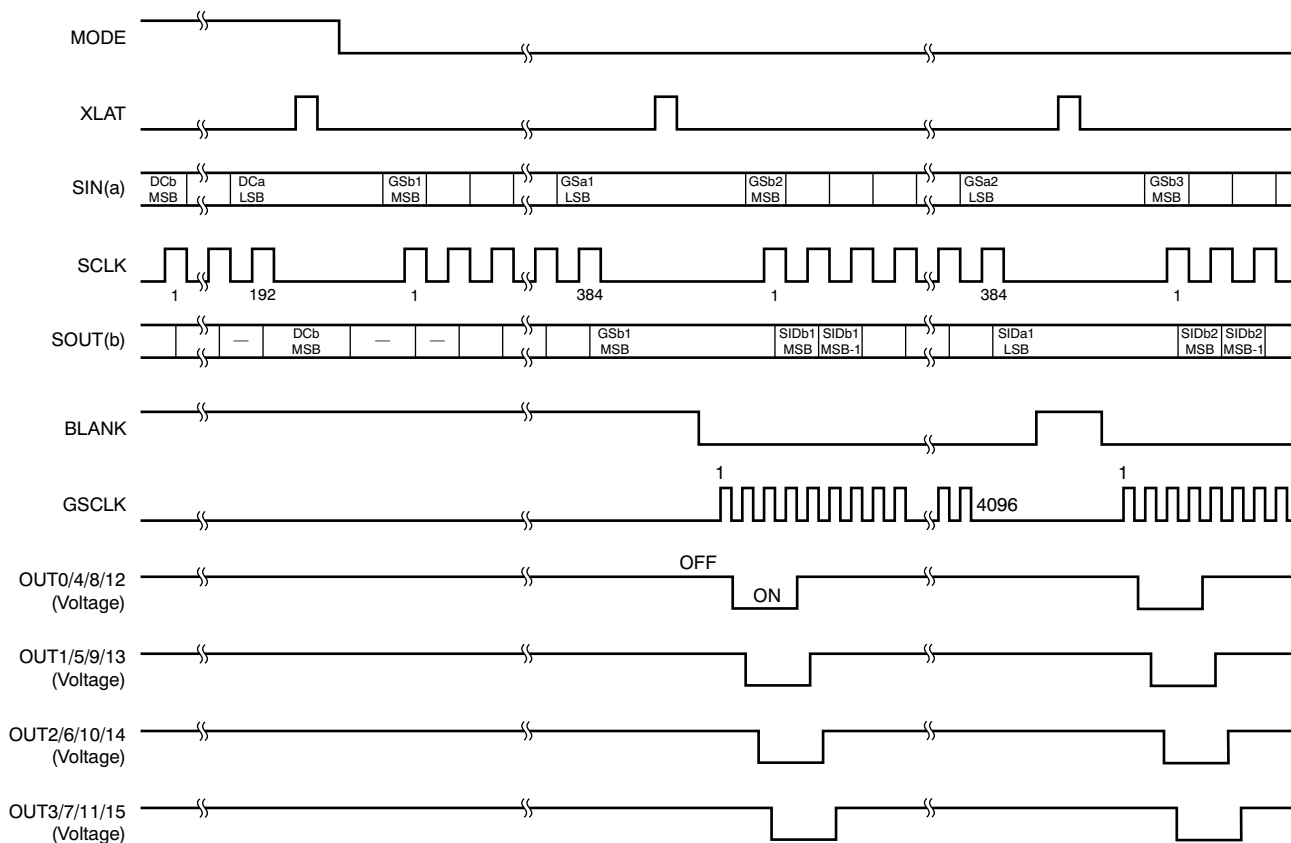 MODE
XLAT
SIN(a)
DCb
MSB
DCa
LSB
GSb1
MSB
GSa1
LSB
GSb2
MSB
GSa2
LSB
GSb3
MSB
SCLK
1
192
1
384
1
384
1
SOUT(b)
—
DCb
MSB
—
—
GSb1
MSB
SIDb1
MSB
SIDb1
MSB-1
SIDa1
LSB
SIDb2
MSB
SIDb2
MSB-1
BLANK
GSCLK
1
4096
1
OUT0/4/8/12
(Voltage)
OFF
ON
OUT1/5/9/13
(Voltage)
OUT2/6/10/14
(Voltage)
OUT3/7/11/15
(Voltage)